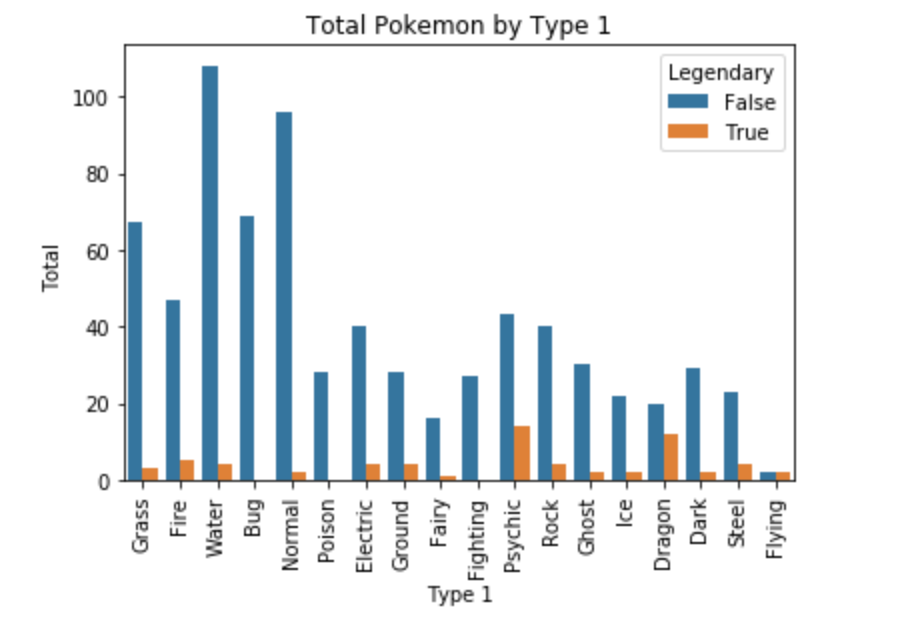 Total Pokemon by Type 1
Legendary
False
True
Total
100
80
60
40
20
0
Grass
Fire
Water
Bug
Normal
Poison
Electric
Ground
Fairy
Fighting
Psychic
Rock
Ghost
Ice
Dragon
Dark
Steel
Flying
Type 1